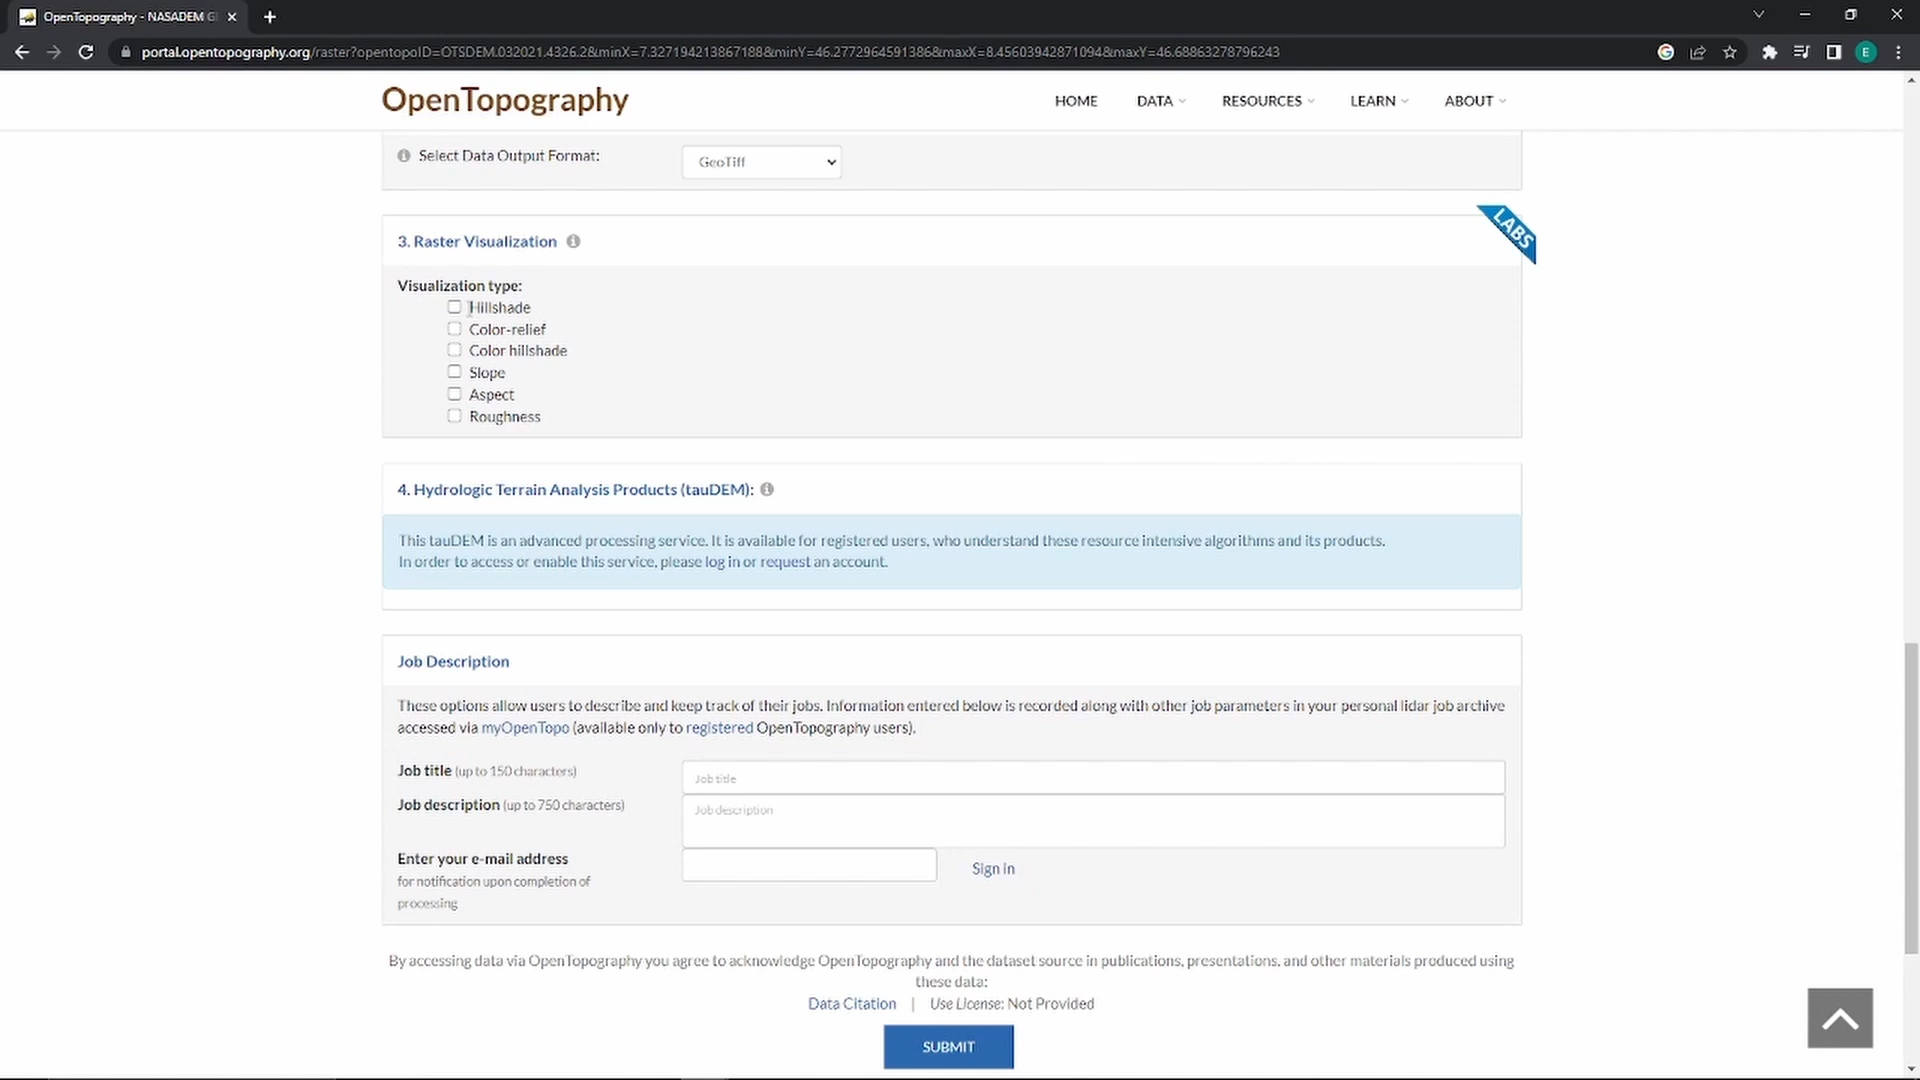 OpenTopography - NASADEM G
portal.opentopography.org/raster?opentopoID=OTSDEM.032021.4326.2&minX=7.327194213867188&minY=46.27729645913868&maxX=8.45603942871094&maxY=46.68863278796243
E
OpenTopography
HOME DATA RESOURCES LEARN ABOUT
Select Data Output Format: GeoTiff
LABS
3. Raster Visualization
Visualization type:
Hillshade
Color-relief
Color hillshade
Slope
Aspect
Roughness
4. Hydrologic Terrain Analysis Products (tauDEM):
This tauDEM is an advanced processing service. It is available for registered users, who understand these resource intensive algorithms and its products.
In order to access or enable this service, please log in or request an account.
Job Description
These options allow users to describe and keep track of their jobs. Information entered below is recorded along with other job parameters in your personal lidar job archive
accessed via myOpenTopo (available only to registered OpenTopography users).
Job title (up to 150 characters) Job title
Job description (up to 750 characters) Job description
Enter your e-mail address Sign in
for notification upon completion of
processing
By accessing data via OpenTopography you agree to acknowledge OpenTopography and the dataset source in publications, presentations, and other materials produced using
these data:
Data Citation | Use License: Not Provided
SUBMIT